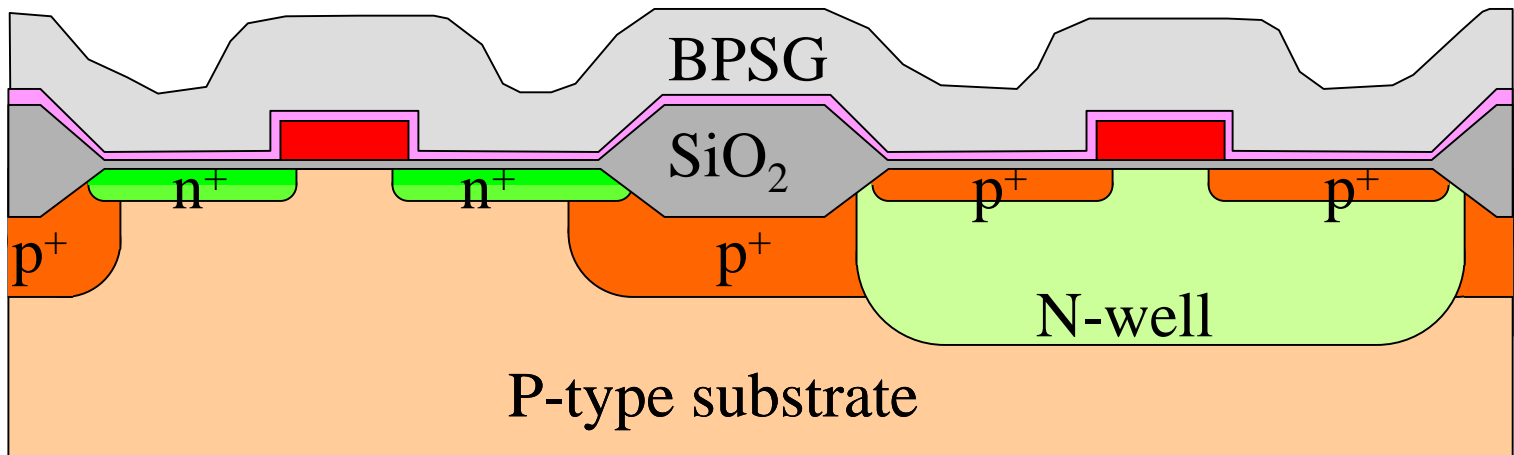 BPSG
SiO₂
n⁺ n⁺ p⁺ p⁺
p⁺ p⁺
N-well
P-type substrate